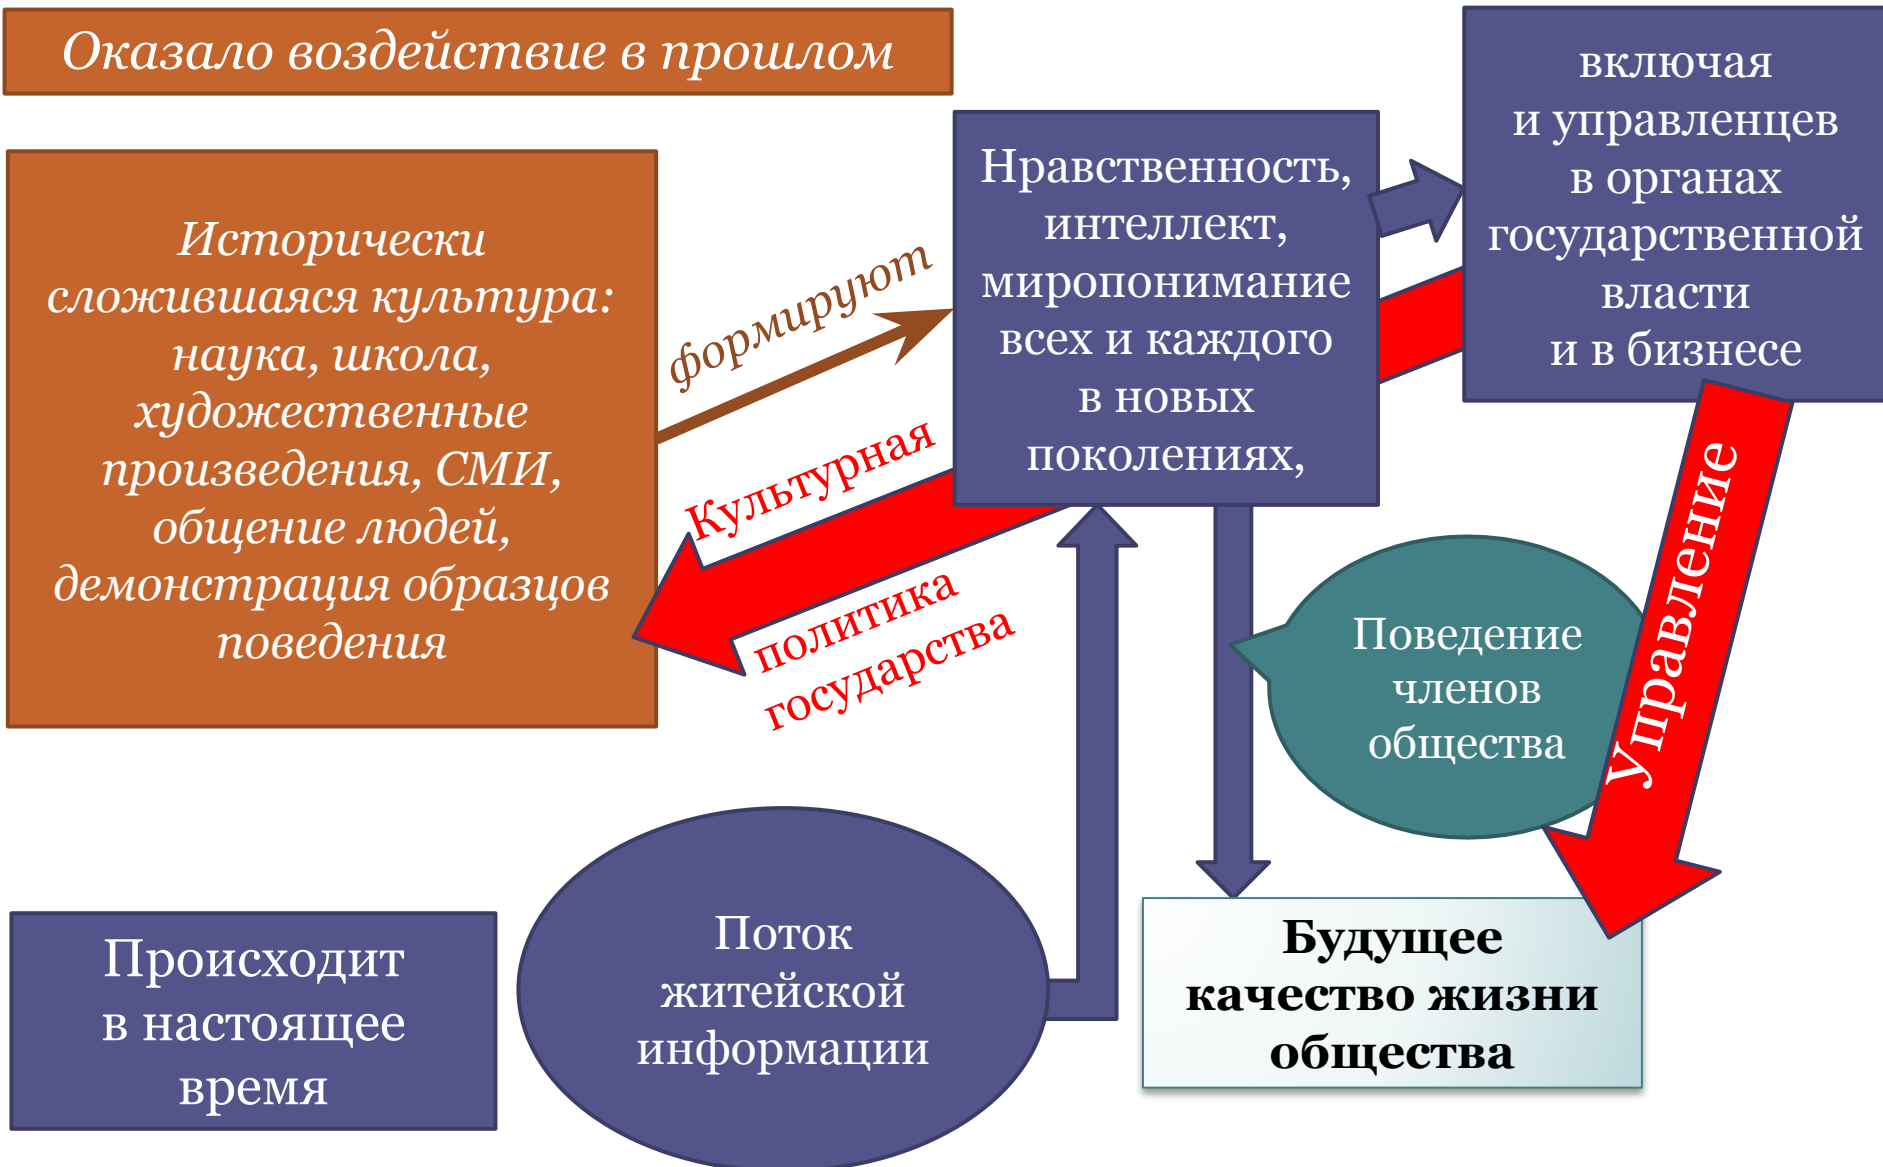 Оказало воздействие в прошлом
Исторически
сложившаяся культура:
наука, школа,
художественные
произведения, СМИ,
общение людей,
демонстрация образцов
поведения
формируют
Культурная
политика
государства
Нравственность,
интеллект,
миропонимание
всех и каждого
в новых
поколениях,
включая
и управленцев
в органах
государственной
власти
и в бизнесе
Управление
Поведение
членов
общества
Происходит
в настоящее
время
Поток
житейской
информации
Будущее
качество жизни
общества